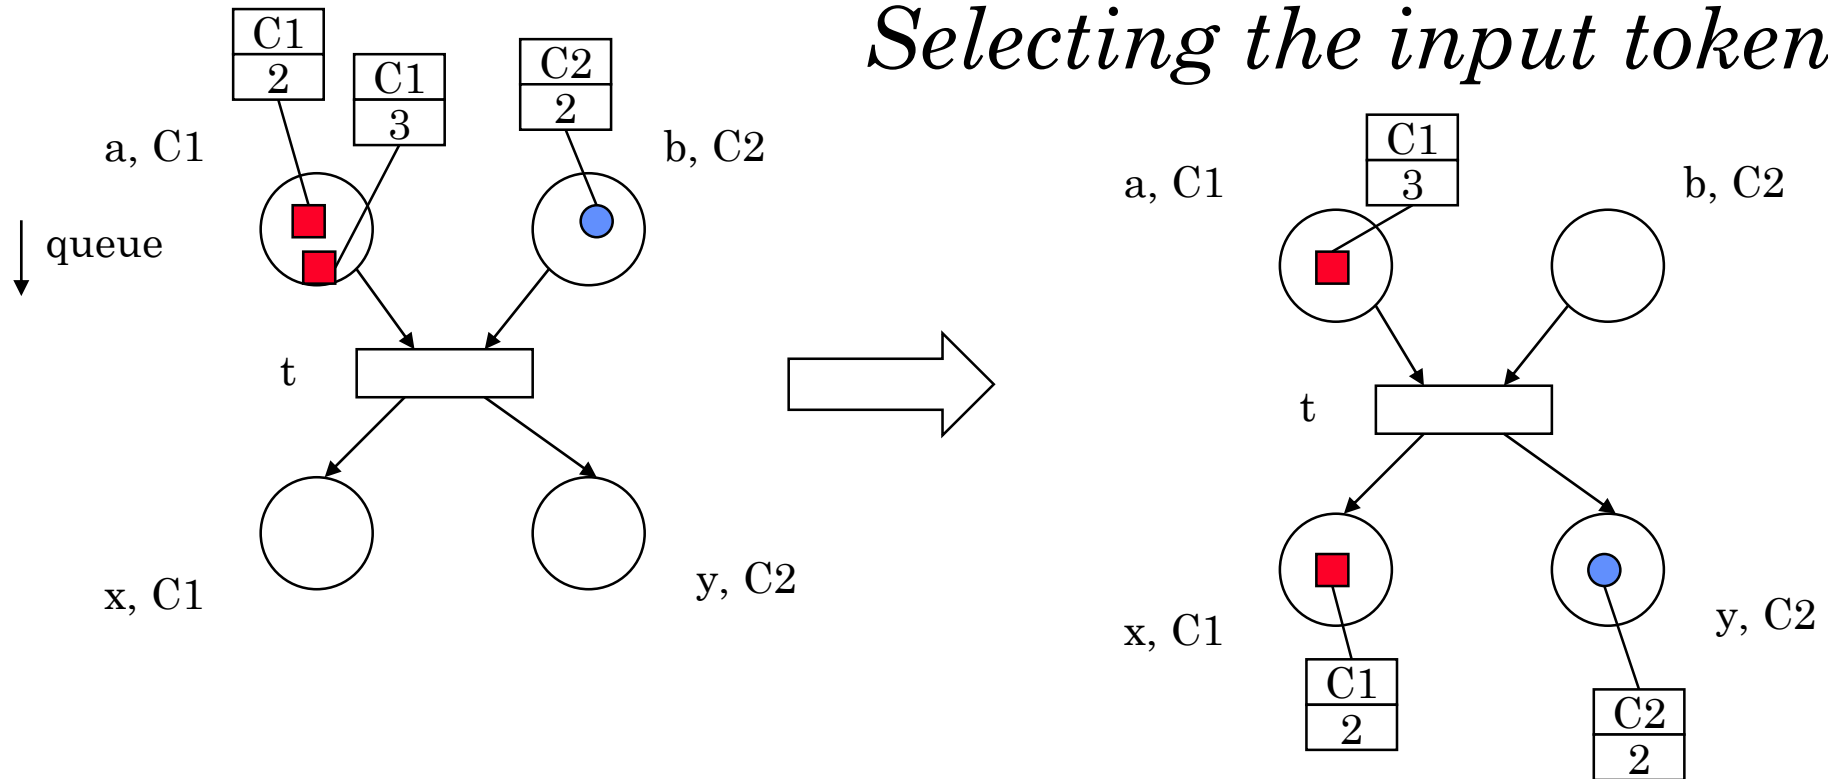 Selecting the input token
C1
2
C1
3
C2
2
a, C1
b, C2
queue
t
x, C1
y, C2
C1
3
a, C1
b, C2
t
x, C1
y, C2
C1
2
C2
2